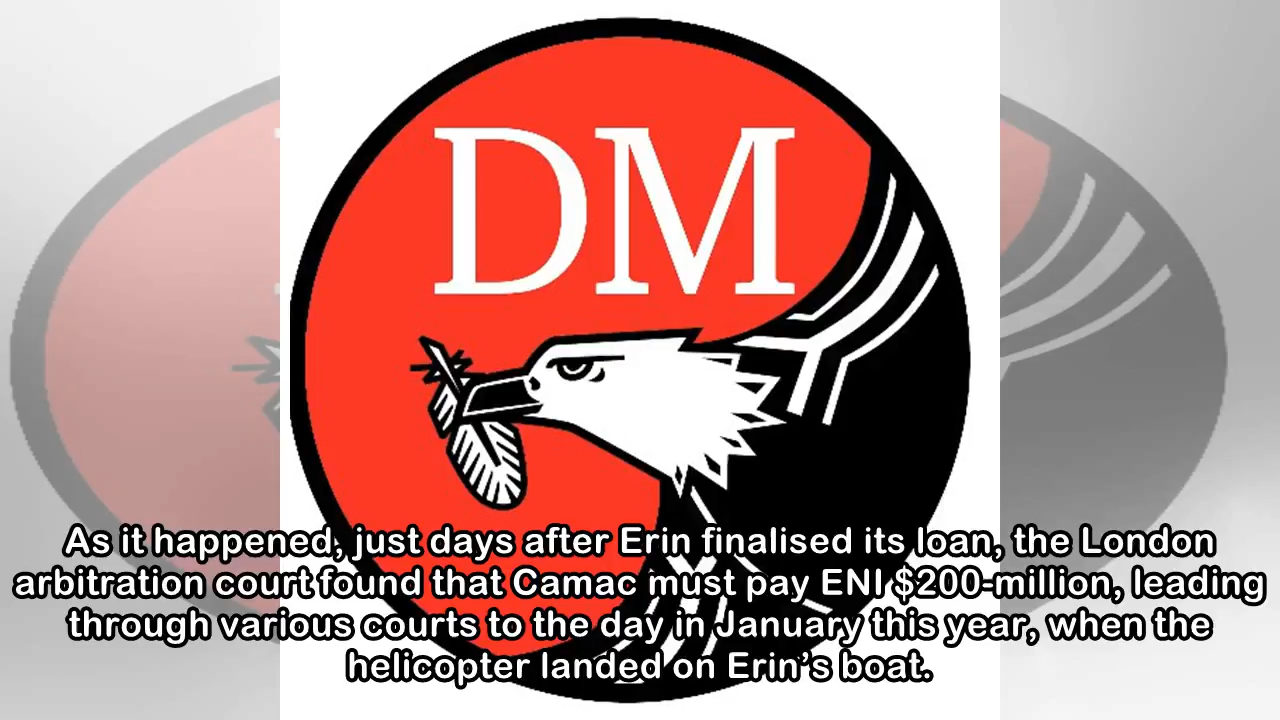 DM
As it happened, just days after Erin finalised its loan, the London
arbitration court found that Camac must pay ENI $200-million, leading
through various courts to the day in January this year, when the
helicopter landed on Erin's boat.